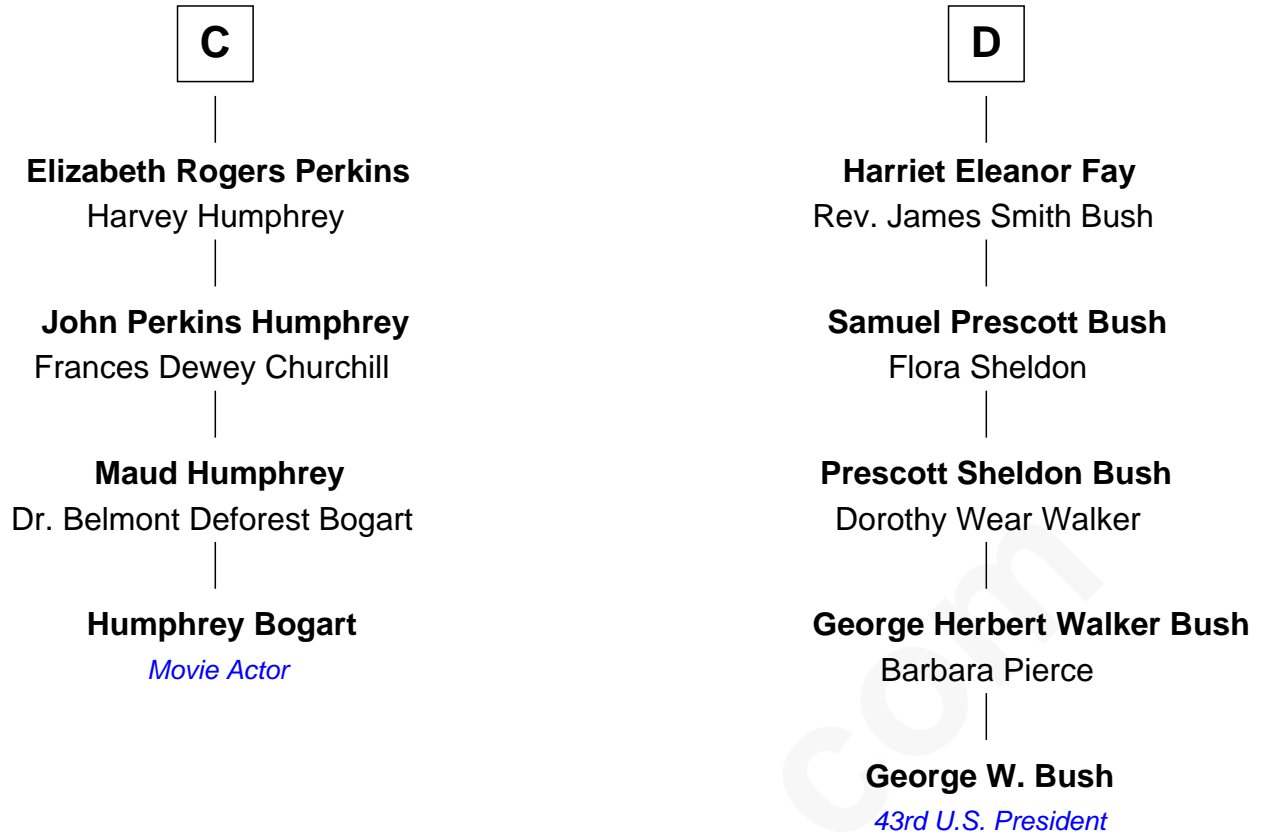 C
Elizabeth Rogers Perkins
Harvey Humphrey
John Perkins Humphrey
Frances Dewey Churchill
Maud Humphrey
Dr. Belmont Deforest Bogart
Humphrey Bogart
Movie Actor
D
Harriet Eleanor Fay
Rev. James Smith Bush
Samuel Prescott Bush
Flora Sheldon
Prescott Sheldon Bush
Dorothy Wear Walker
George Herbert Walker Bush
Barbara Pierce
George W. Bush
43rd U.S. President
com